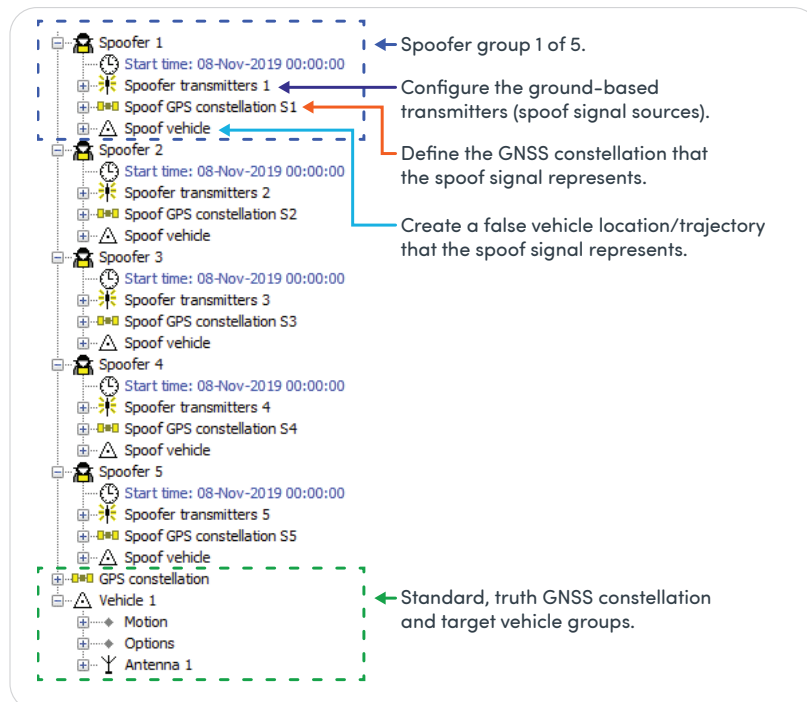 Spoofer 1
Start time: 08-Nov-2019 00:00:00
Spoofer transmitters 1
Spoof GPS constellation S1
Spoof vehicle
Spoofer 2
Start time: 08-Nov-2019 00:00:00
Spoofer transmitters 2
Spoof GPS constellation S2
Spoof vehicle
Spoofer 3
Start time: 08-Nov-2019 00:00:00
Spoofer transmitters 3
Spoof GPS constellation S3
Spoof vehicle
Spoofer 4
Start time: 08-Nov-2019 00:00:00
Spoofer transmitters 4
Spoof GPS constellation S4
Spoof vehicle
Spoofer 5
Start time: 08-Nov-2019 00:00:00
Spoofer transmitters 5
Spoof GPS constellation S5
Spoof vehicle
GPS constellation
Vehicle 1
Motion
Options
Antenna 1
Spoofer group 1 of 5.
Configure the ground-based
transmitters (spoof signal sources).
Define the GNSS constellation that
the spoof signal represents.
Create a false vehicle location/trajectory
that the spoof signal represents.
Standard, truth GNSS constellation
and target vehicle groups.